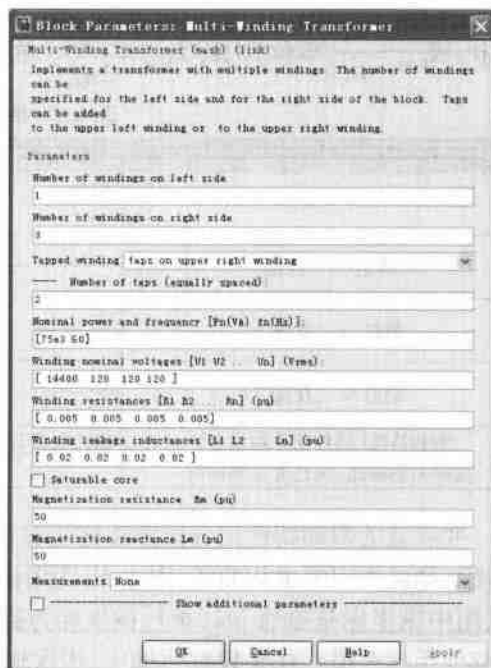 Block Parameters: Multi-Winding Transformer
Multi-Winding Transformer (mask) (link)
Implements a transformer with multiple windings. The number of windings
can be
specified for the left side and for the right side of the block. Taps
can be added
to the upper left winding or to the upper right winding.
Parameters
Number of windings on left side
1
Number of windings on right side
3
Tapped winding taps on upper right winding
---- Number of taps (equally spaced):
2
Nominal power and frequency [Pn(Va) fn(Hz)]:
[75e3 60]
Winding nominal voltages [U1 U2 ... Un] (Vrms)
[ 14400 120 120 120 ]
Winding resistances [R1 R2 ... Rn] (pu)
[ 0.005 0.005 0.005 0.005]
Winding leakage inductances [L1 L2 ... Ln] (pu)
[ 0.02 0.02 0.02 0.02 ]
Saturable core
Magnetization resistance Rm (pu)
50
Magnetization reactance Lm (pu)
50
Measurements None
-------------------- Show additional parameters --------------------
OK Cancel Help Apply